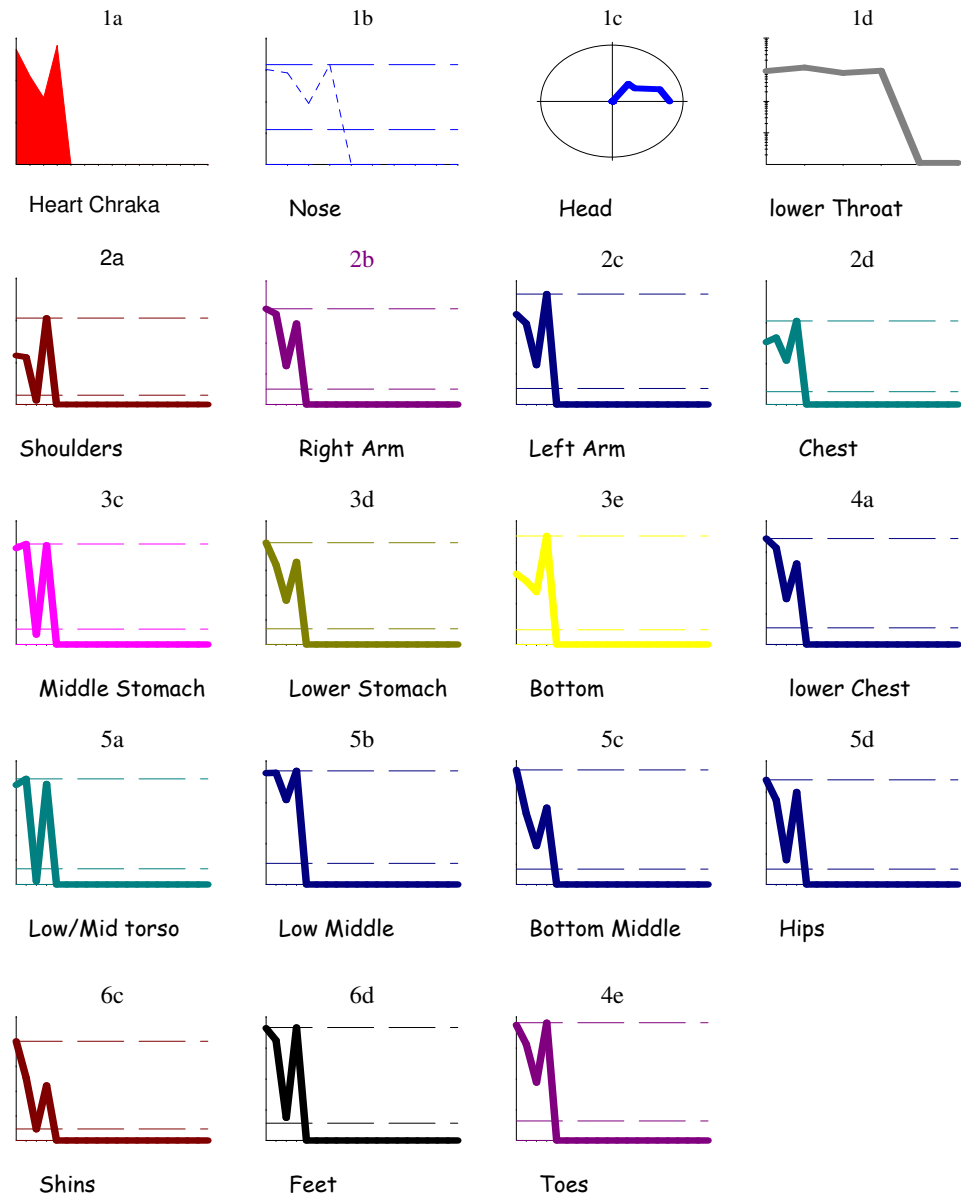 1a 1b 1c 1d
Heart Chraka Nose Head lower Throat
2a 2b 2c 2d
Shoulders Right Arm Left Arm Chest
3c 3d 3e 4a
Middle Stomach Lower Stomach Bottom lower Chest
5a 5b 5c 5d
Low/Mid torso Low Middle Bottom Middle Hips
6c 6d 4e
Shins Feet Toes